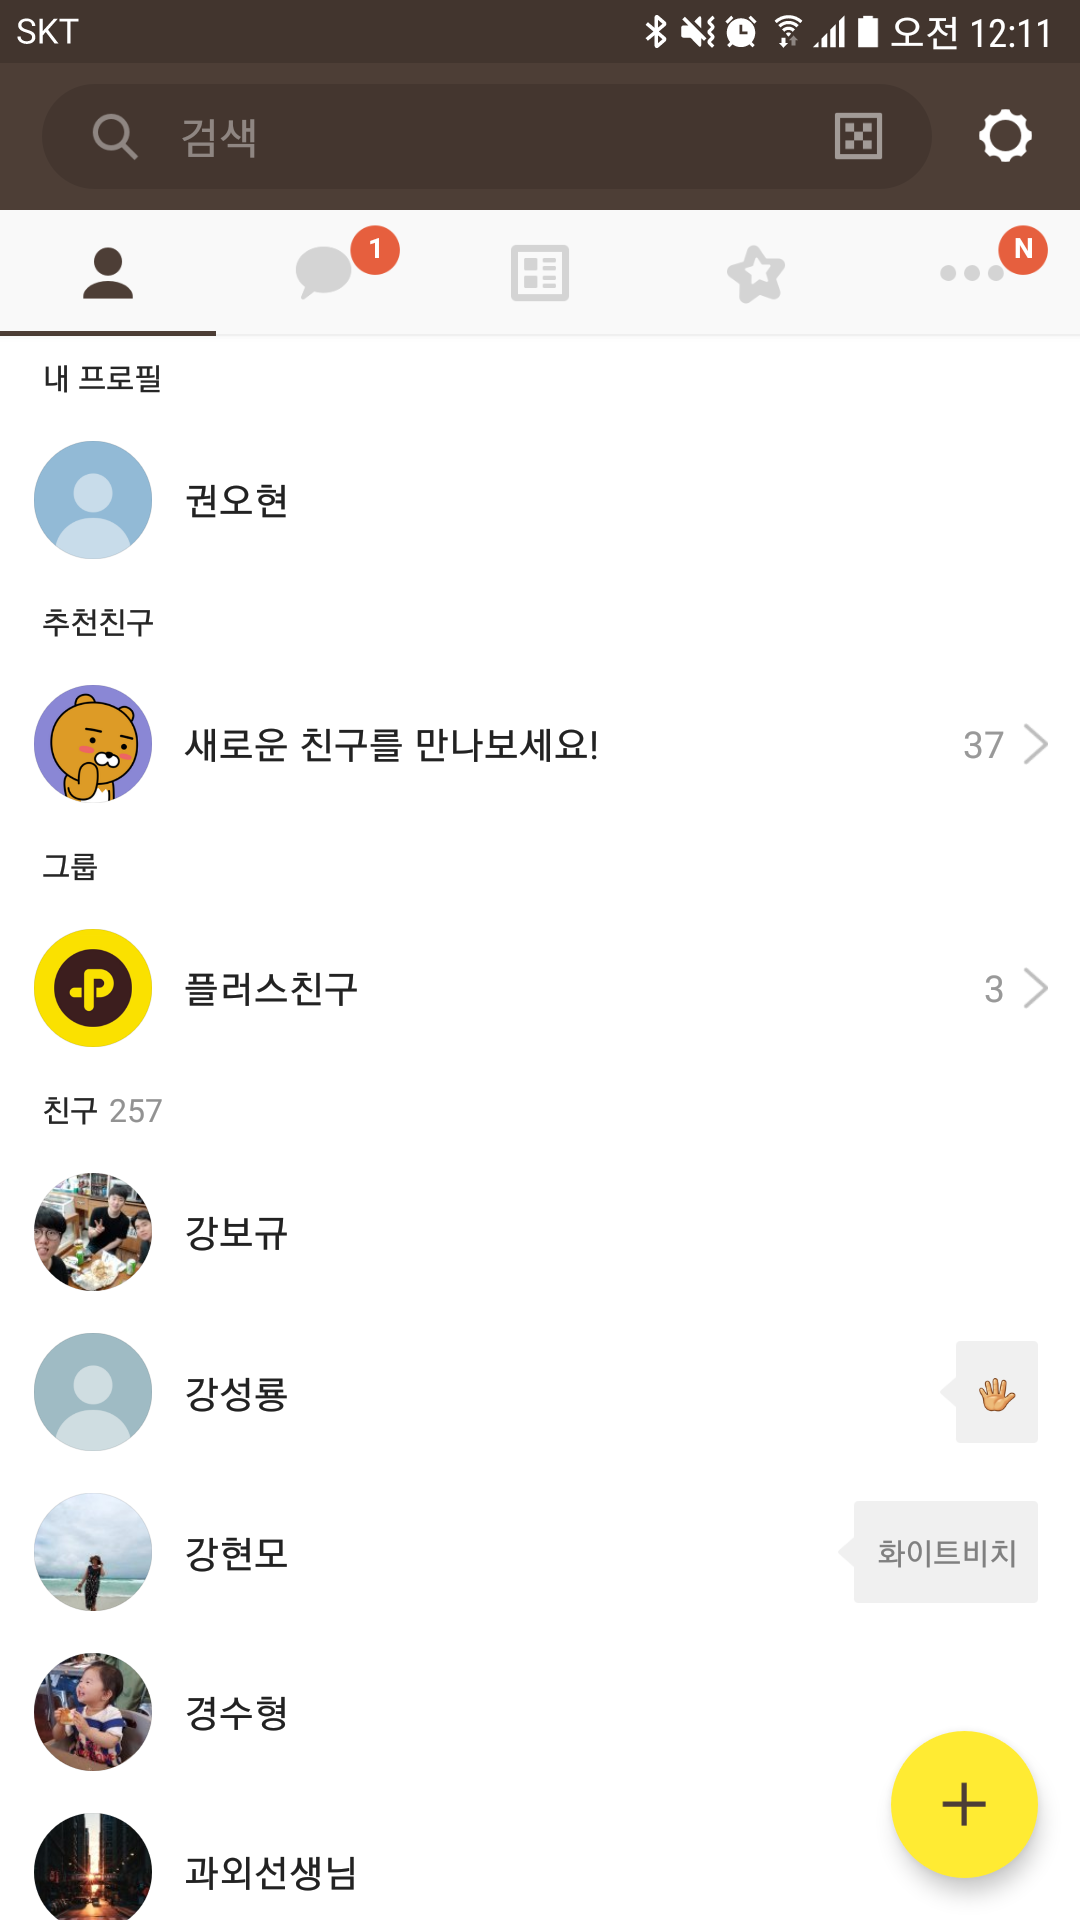 SKT 오전 12:11
검색
1 N
내 프로필
권오현
추천친구
새로운 친구를 만나보세요! 37
그룹
플러스친구 3
친구 257
강보규
강성룡
강현모 화이트비치
경수형
과외선생님